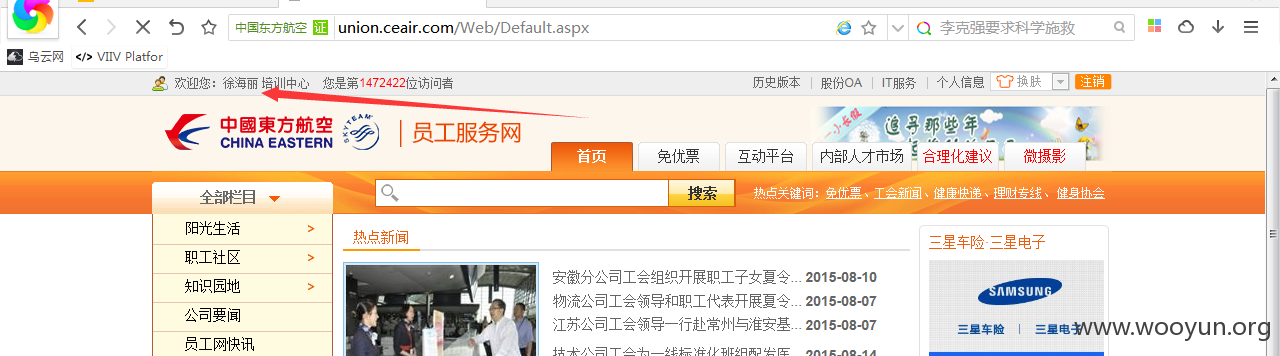 中国东方航空 证 union.ceair.com/Web/Default.aspx 李克强要求科学施救
乌云网 </> VIIV Platfor
欢迎您：徐海丽 培训中心 您是第1472422位访问者 历史版本 | 股份OA | IT服务 | 个人信息 换肤 注销
中國東方航空
CHINA EASTERN
SKYTEAM
员工服务网
小长假
追寻那些年
首页 免优票 互动平台 内部人才市场 合理化建议 微摄影
全部栏目 搜索 热点关键词：免优票、工会新闻、健康快递、理财专线、健身协会
阳光生活 >
职工社区 >
知识园地 >
公司要闻
员工网快讯
热点新闻
安徽分公司工会组织开展职工子女夏令... 2015-08-10
物流公司工会领导和职工代表开展夏令... 2015-08-07
江苏公司工会领导一行赴常州与淮安基... 2015-08-07
技术公司工会为一线标准化班组配发医... 2015-08-14
三星车险·三星电子
SAMSUNG
三星车险 | 三星电子
www.wooyun.org